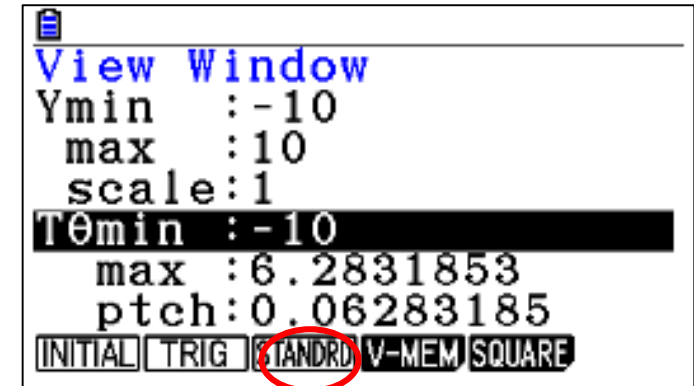 View Window
Ymin :-10
max :10
scale:1
Tθmin :-10
max :6.2831853
ptch:0.06283185
INITIAL TRIG STANDRD V-MEM SQUARE